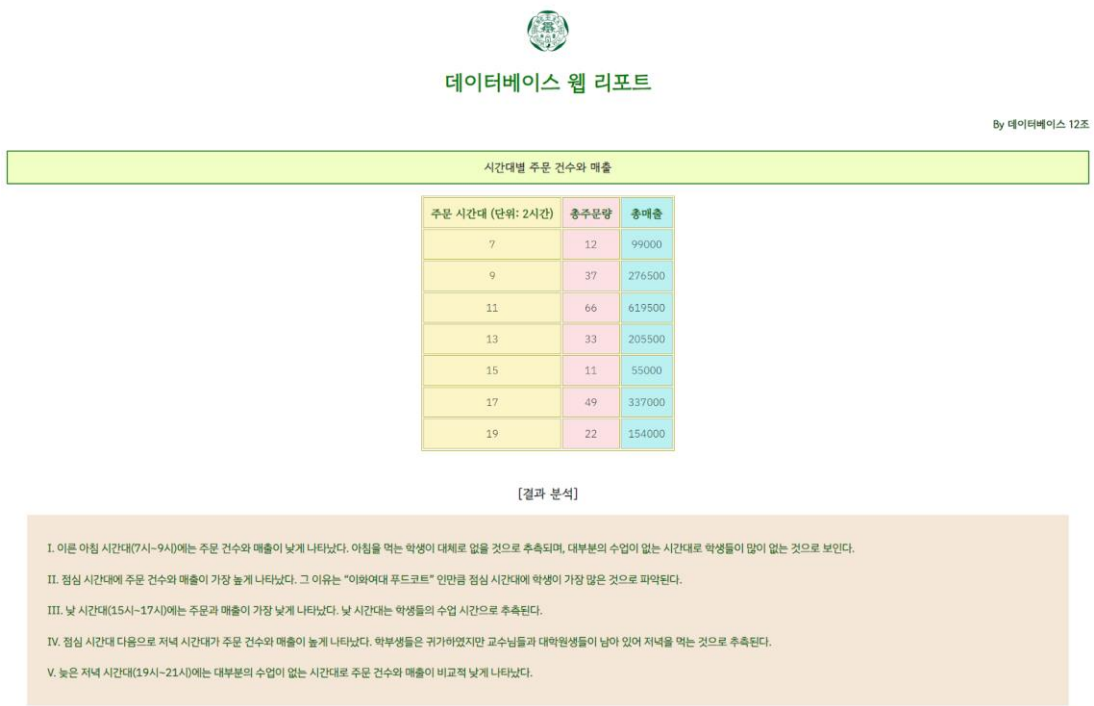 데이터베이스 웹 리포트
By 데이터베이스 12조
시간대별 주문 건수와 매출
주문 시간대 (단위: 2시간) 총주문량 총매출
7 12 99000
9 37 276500
11 66 619500
13 33 205500
15 11 55000
17 49 337000
19 22 154000
[결과 분석]
I. 이른 아침 시간대(7시~9시)에는 주문 건수와 매출이 낮게 나타났다. 아침을 먹는 학생이 대체로 없을 것으로 추측되며, 대부분의 수업이 없는 시간대로 학생들이 많이 없는 것으로 보인다.
II. 점심 시간대에 주문 건수와 매출이 가장 높게 나타났다. 그 이유는 "이화여대 푸드코트" 인만큼 점심 시간대에 학생이 가장 많은 것으로 파악된다.
III. 낮 시간대(15시~17시)에는 주문과 매출이 가장 낮게 나타났다. 낮 시간대는 학생들의 수업 시간으로 추측된다.
IV. 점심 시간대 다음으로 저녁 시간대가 주문 건수와 매출이 높게 나타났다. 학부생들은 귀가하였지만 교수님들과 대학원생들이 남아 있어 저녁을 먹는 것으로 추측된다.
V. 늦은 저녁 시간대(19시~21시)에는 대부분의 수업이 없는 시간대로 주문 건수와 매출이 비교적 낮게 나타났다.